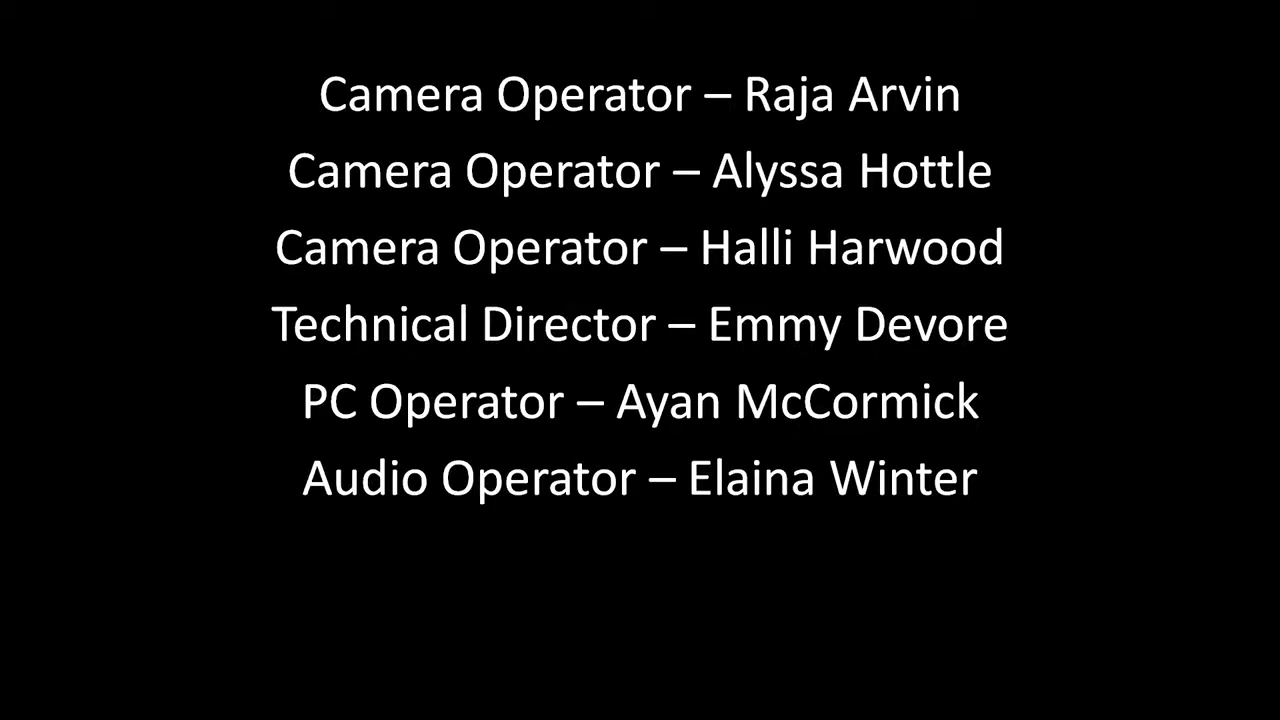 Camera Operator – Raja Arvin
Camera Operator – Alyssa Hottle
Camera Operator – Halli Harwood
Technical Director – Emmy Devore
PC Operator – Ayan McCormick
Audio Operator – Elaina Winter